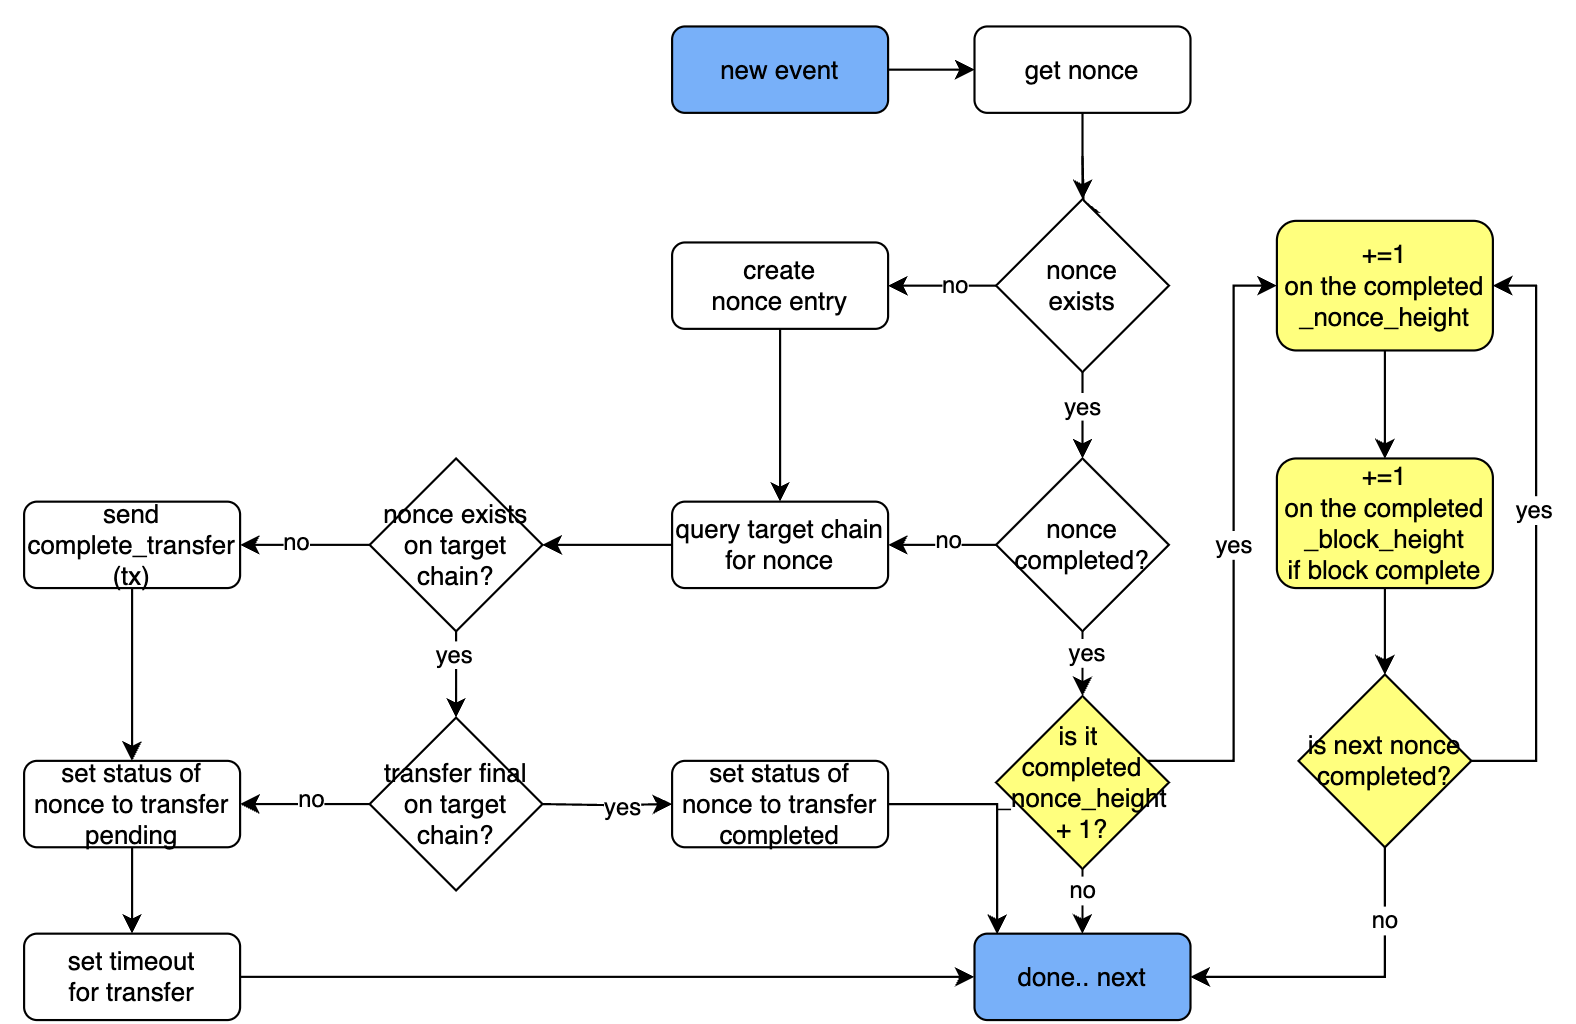 new event
get nonce
nonce
exists
no
create
nonce entry
yes
+=1
on the completed
_nonce_height
+=1
on the completed
_block_height
if block complete
yes
yes
nonce
completed?
no
query target chain
for nonce
nonce exists
on target
chain?
no
send
complete_transfer
(tx)
yes
yes
is it
completed
_nonce_height
+ 1?
is next nonce
completed?
transfer final
on target
chain?
no
yes
set status of
nonce to transfer
pending
set status of
nonce to transfer
completed
no
no
set timeout
for transfer
done.. next